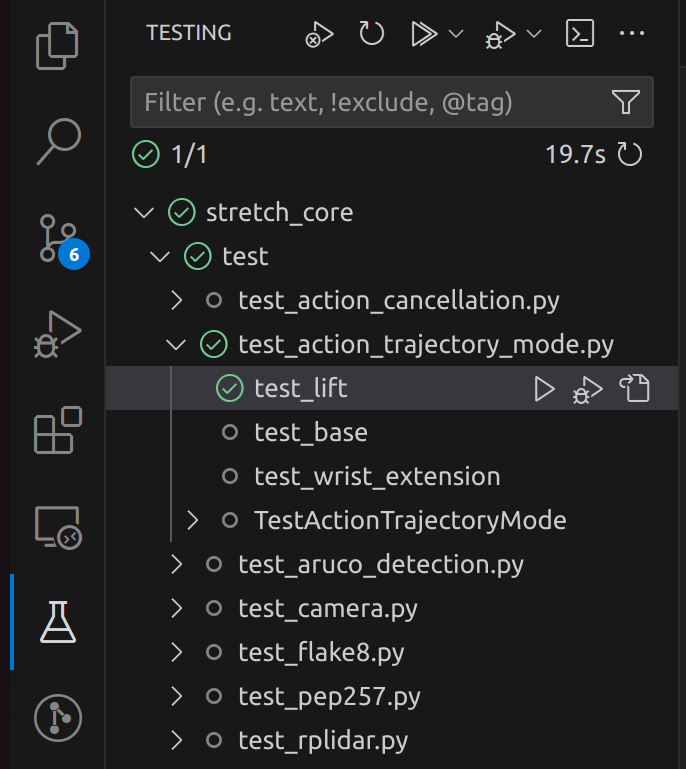 TESTING
Filter (e.g. text, !exclude, @tag)
1/1 19.7s
stretch_core
6
test
test_action_cancellation.py
test_action_trajectory_mode.py
test_lift
test_base
test_wrist_extension
TestActionTrajectoryMode
test_aruco_detection.py
test_camera.py
test_flake8.py
test_pep257.py
test_rplidar.py